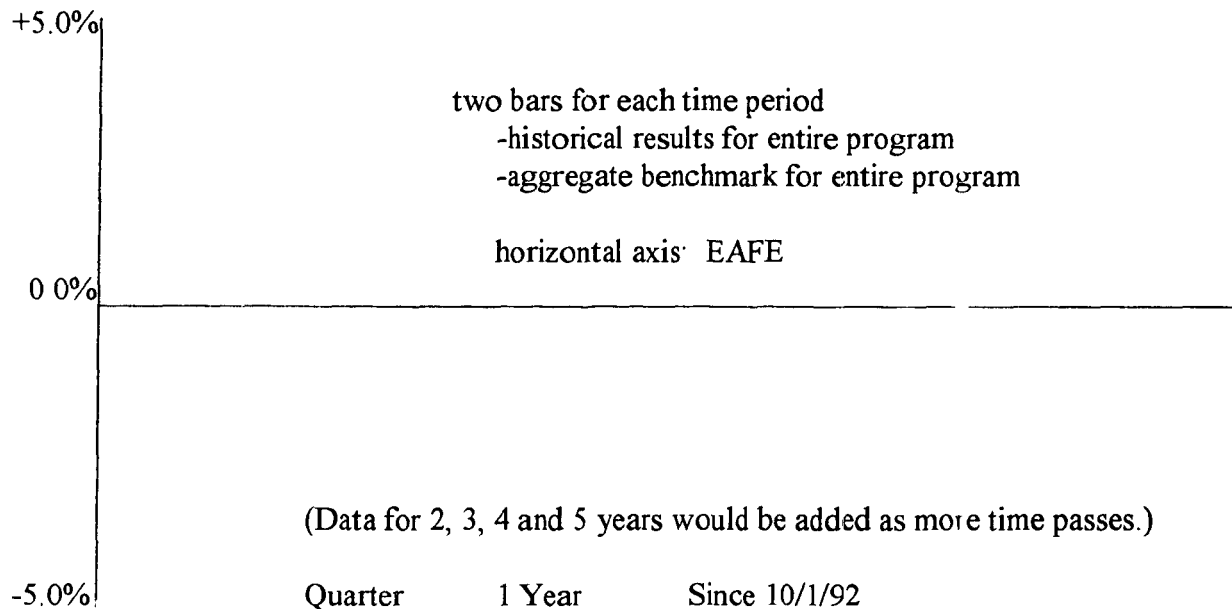 +5.0%
two bars for each time period
-historical results for entire program
-aggregate benchmark for entire program
horizontal axis: EAFE
0 0%
(Data for 2, 3, 4 and 5 years would be added as more time passes.)
-5.0% Quarter 1 Year Since 10/1/92